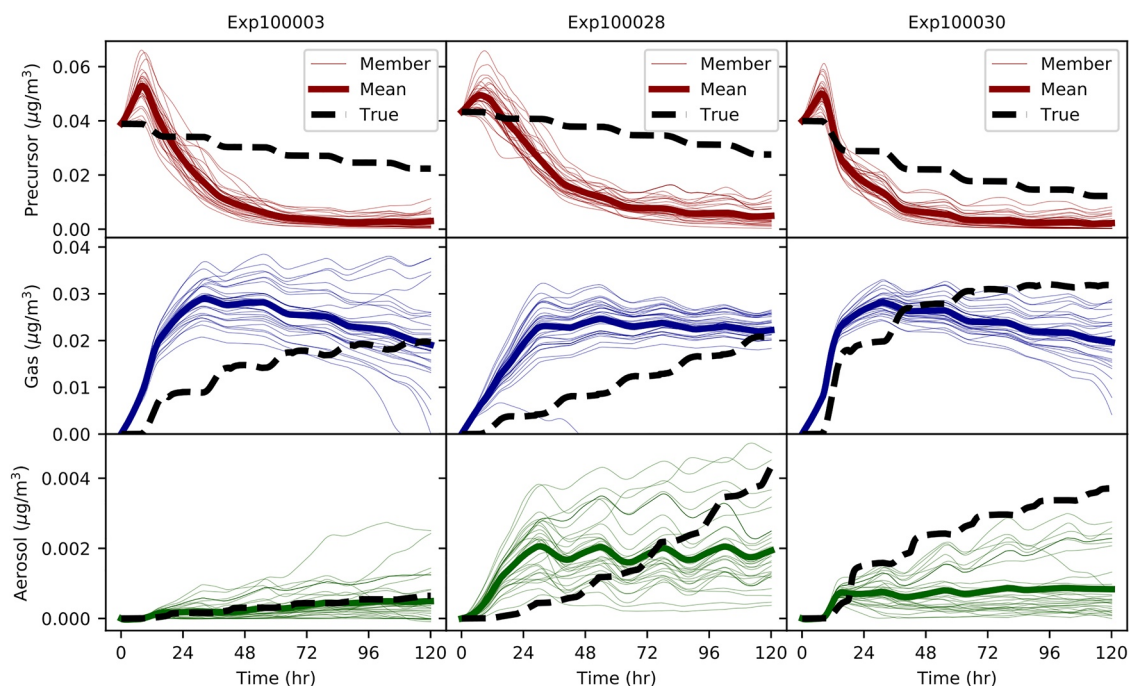 Exp100003 Exp100028 Exp100030
Precursor (μg/m³)
0.06
0.04
0.02
0.00
Member
Mean
True
Member
Mean
True
Member
Mean
True
Gas (μg/m³)
0.04
0.03
0.02
0.01
0.00
Aerosol (μg/m³)
0.004
0.002
0.000
0 24 48 72 96 120 0 24 48 72 96 120 0 24 48 72 96 120
Time (hr) Time (hr) Time (hr)